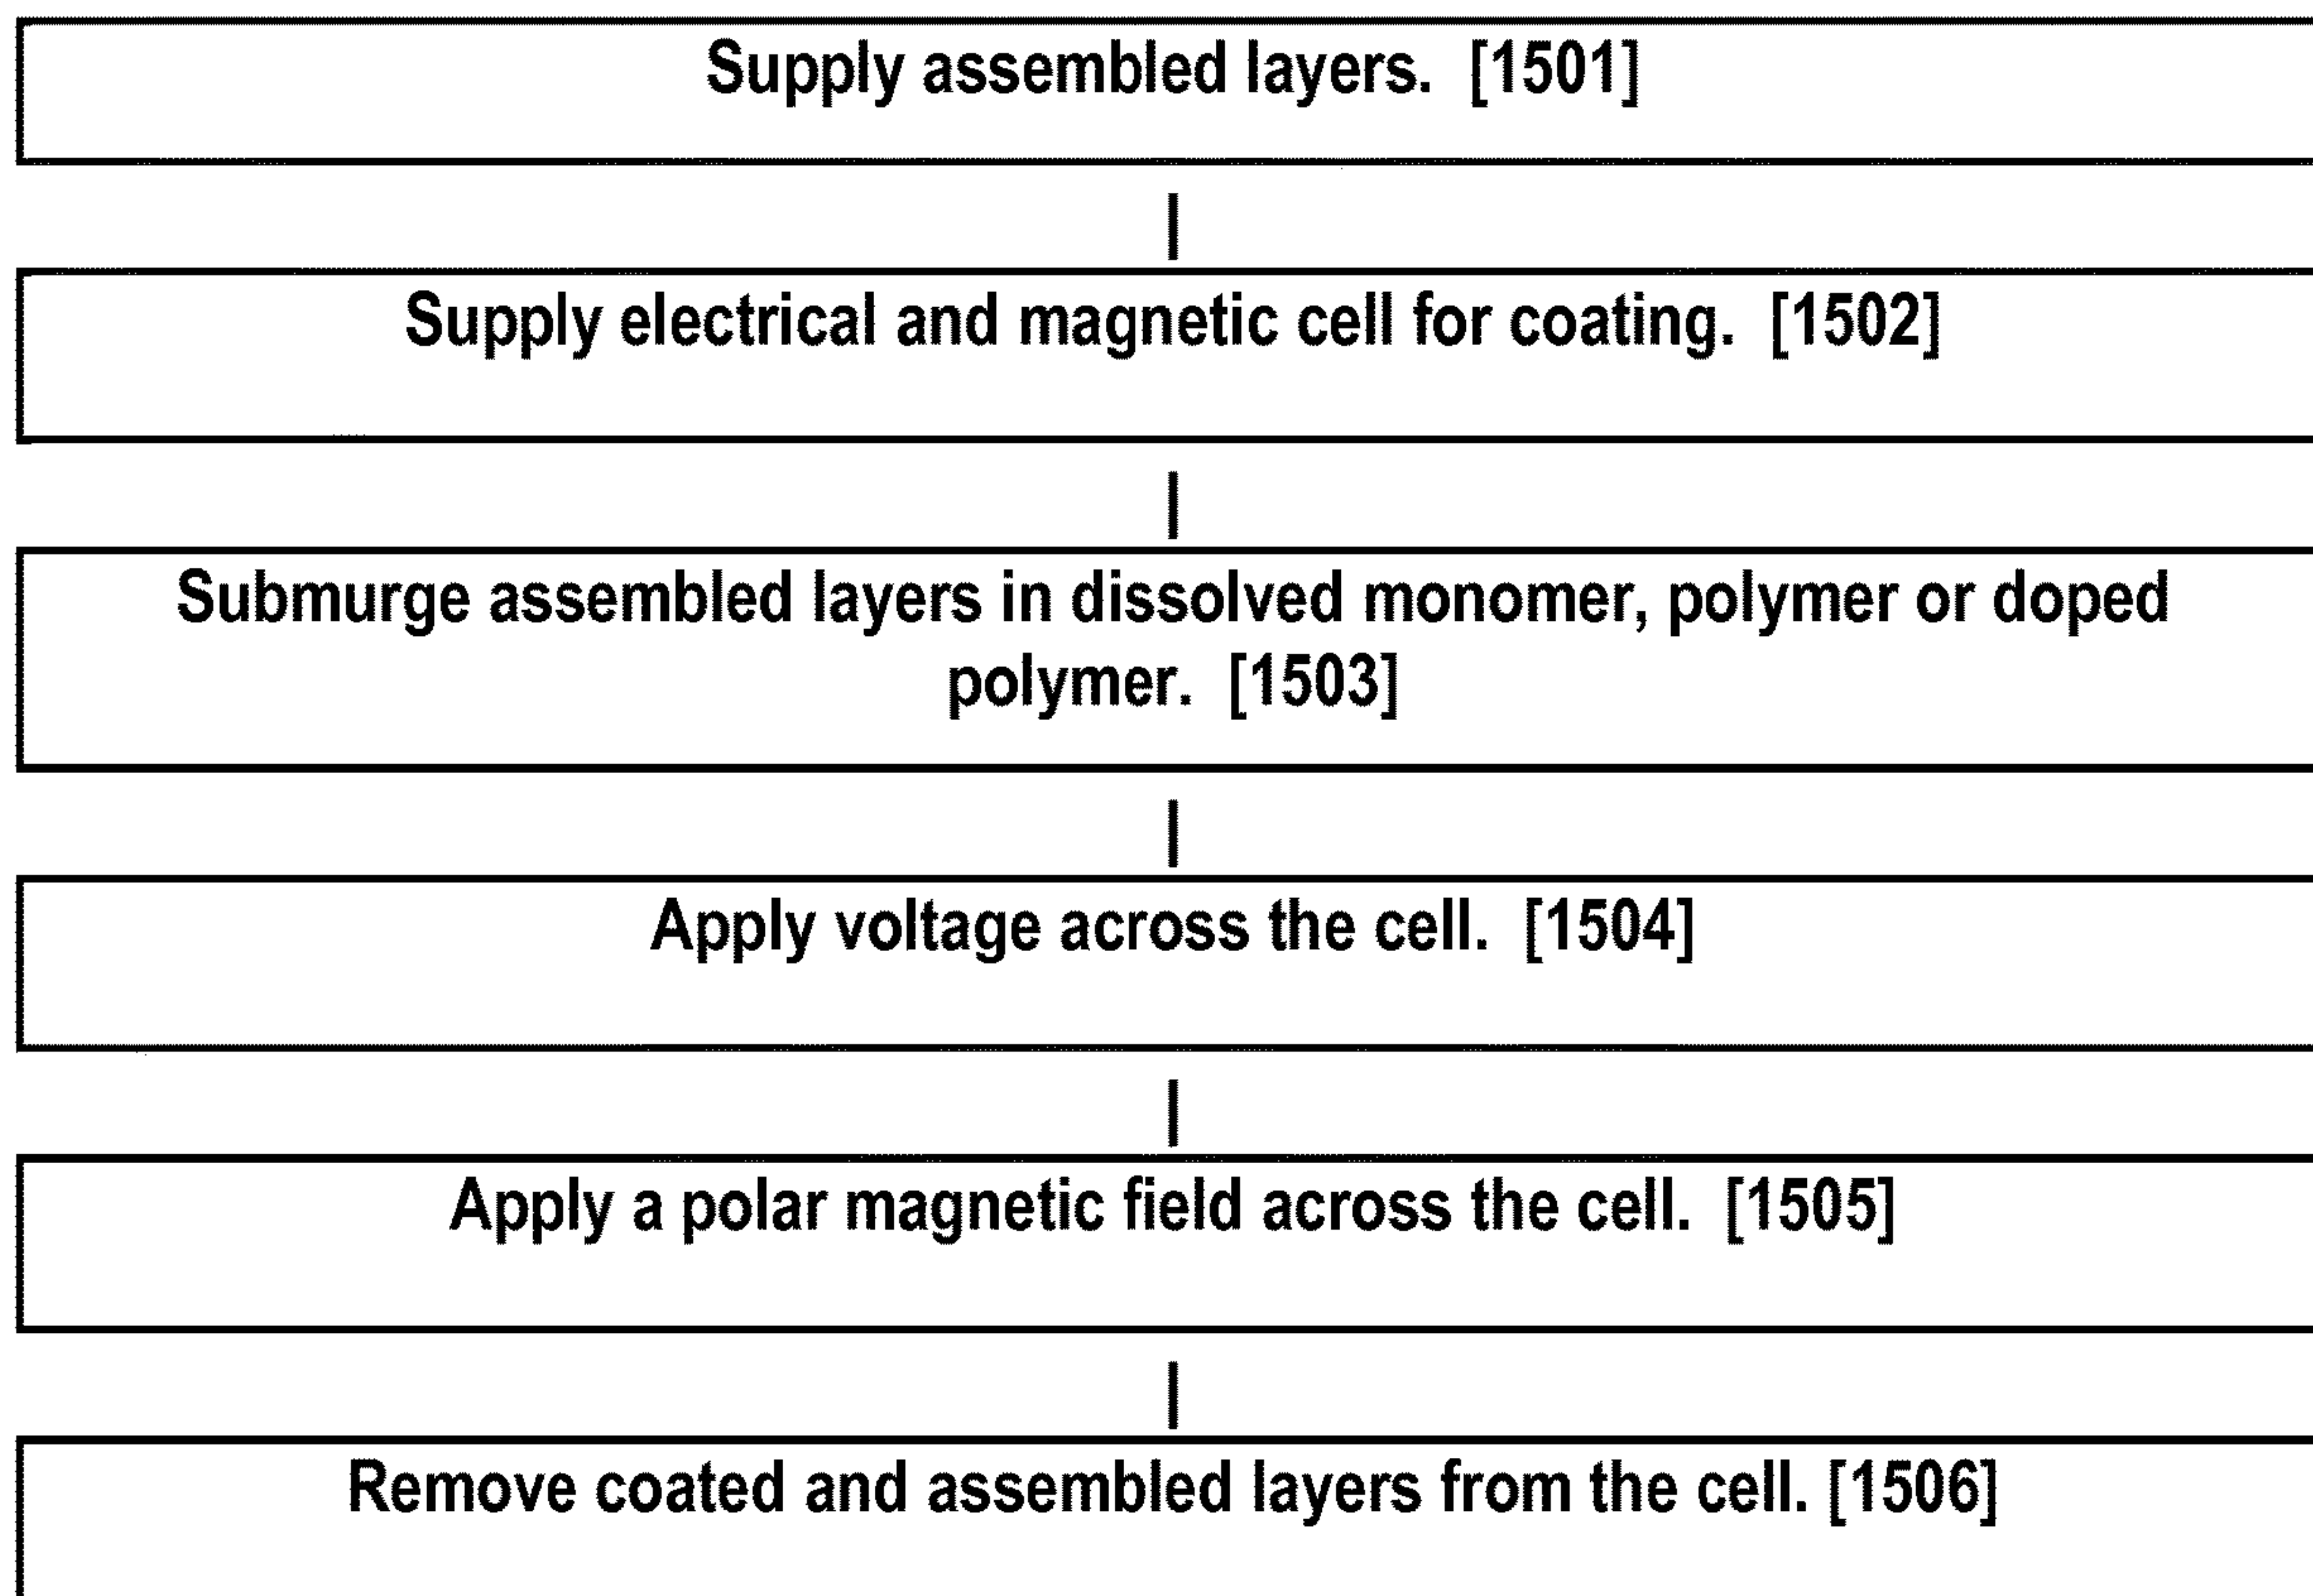 Supply assembled layers. [1501]
Supply electrical and magnetic cell for coating. [1502]
Submurge assembled layers in dissolved monomer, polymer or doped
polymer. [1503]
Apply voltage across the cell. [1504]
Apply a polar magnetic field across the cell. [1505]
Remove coated and assembled layers from the cell. [1506]